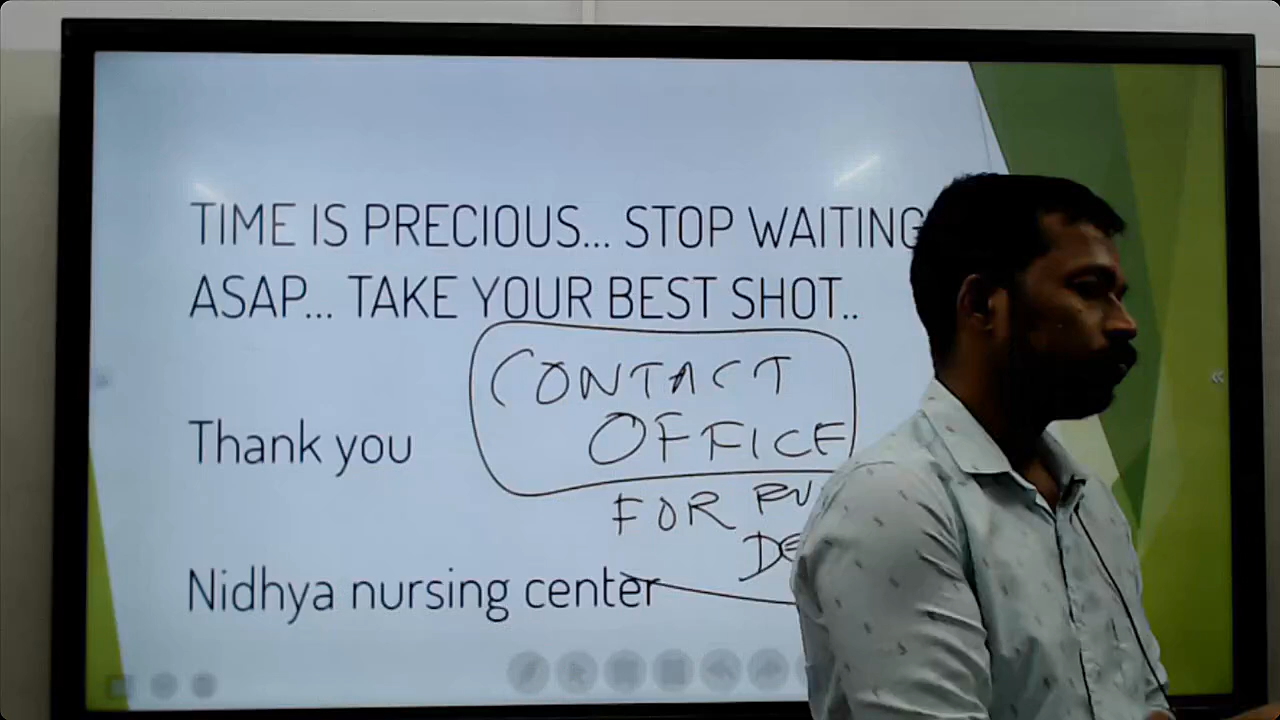 TIME IS PRECIOUS... STOP WAITING
ASAP... TAKE YOUR BEST SHOT..
CONTACT
OFFICE
Thank you
FOR
Nidhya nursing center